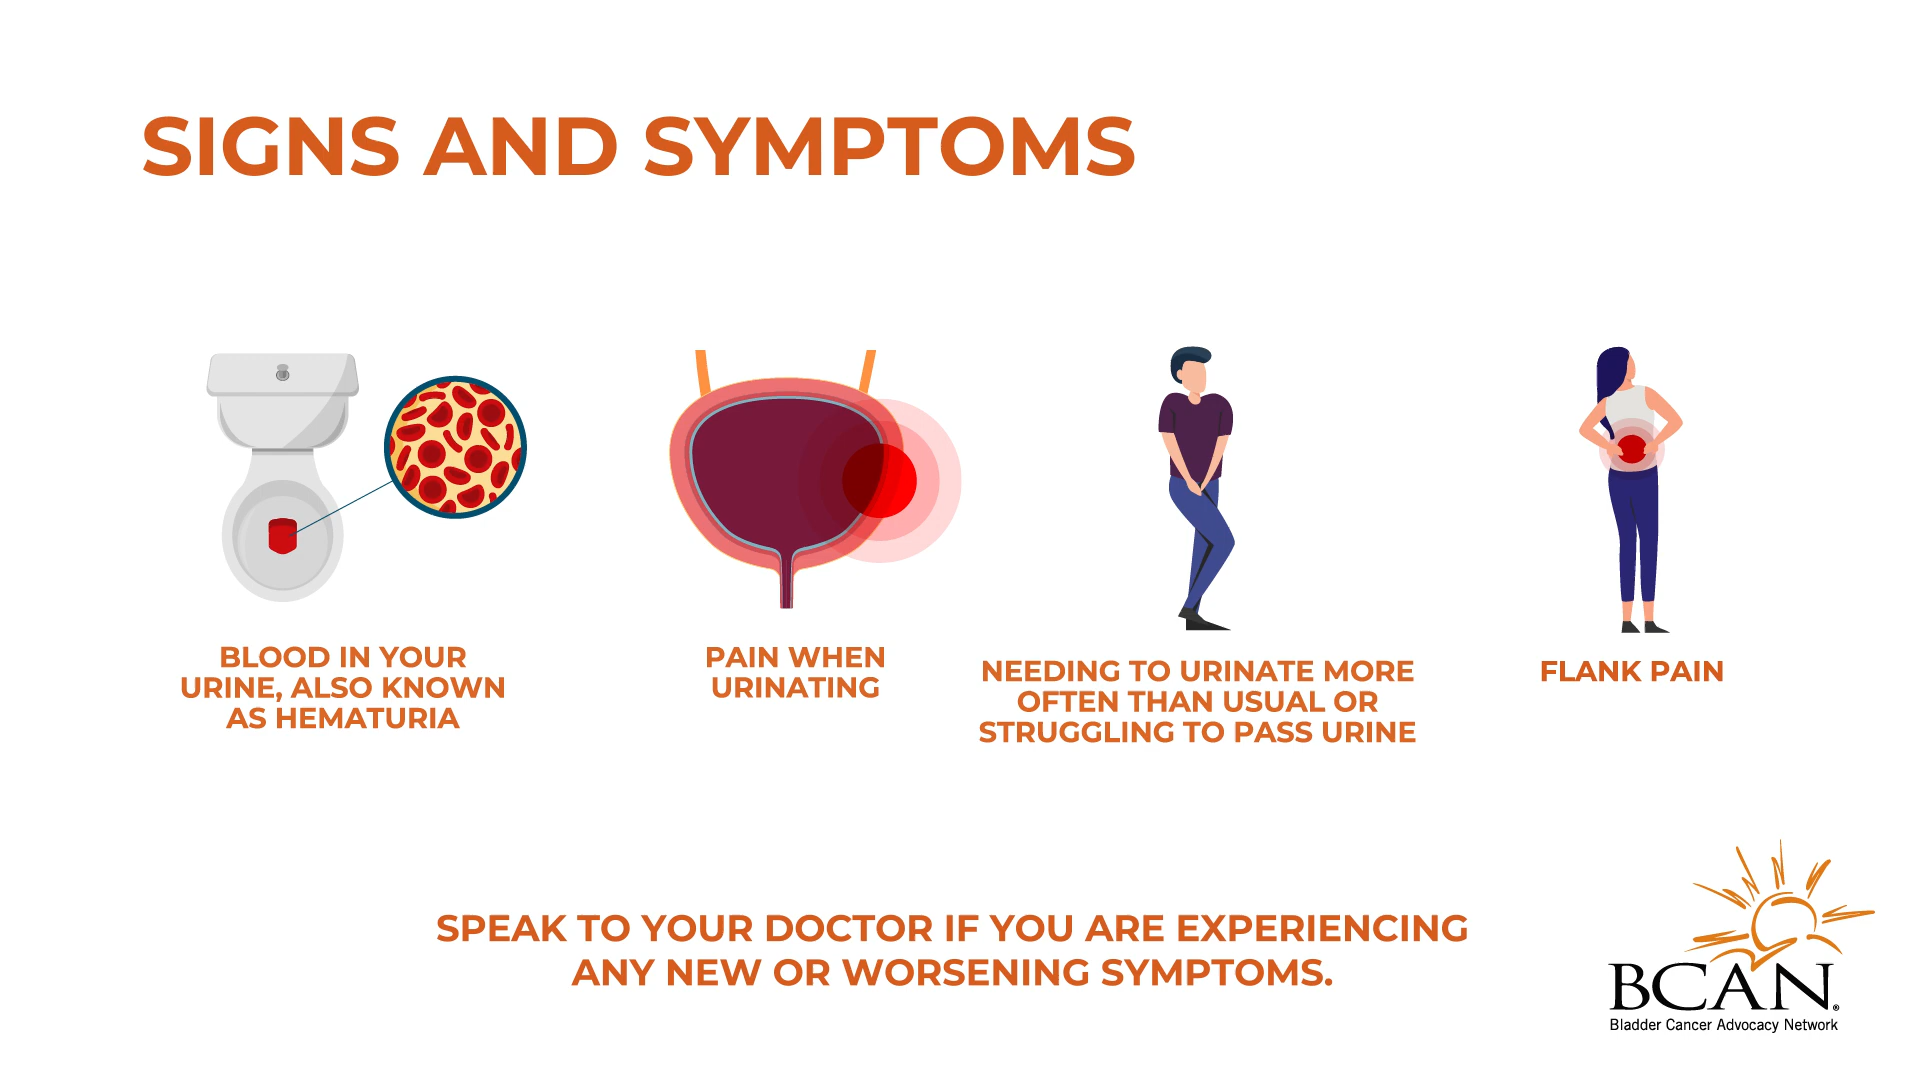 SIGNS AND SYMPTOMS
BLOOD IN YOUR
URINE, ALSO KNOWN
AS HEMATURIA
PAIN WHEN
URINATING
NEEDING TO URINATE MORE
OFTEN THAN USUAL OR
STRUGGLING TO PASS URINE
FLANK PAIN
SPEAK TO YOUR DOCTOR IF YOU ARE EXPERIENCING
ANY NEW OR WORSENING SYMPTOMS.
BCAN®
Bladder Cancer Advocacy Network